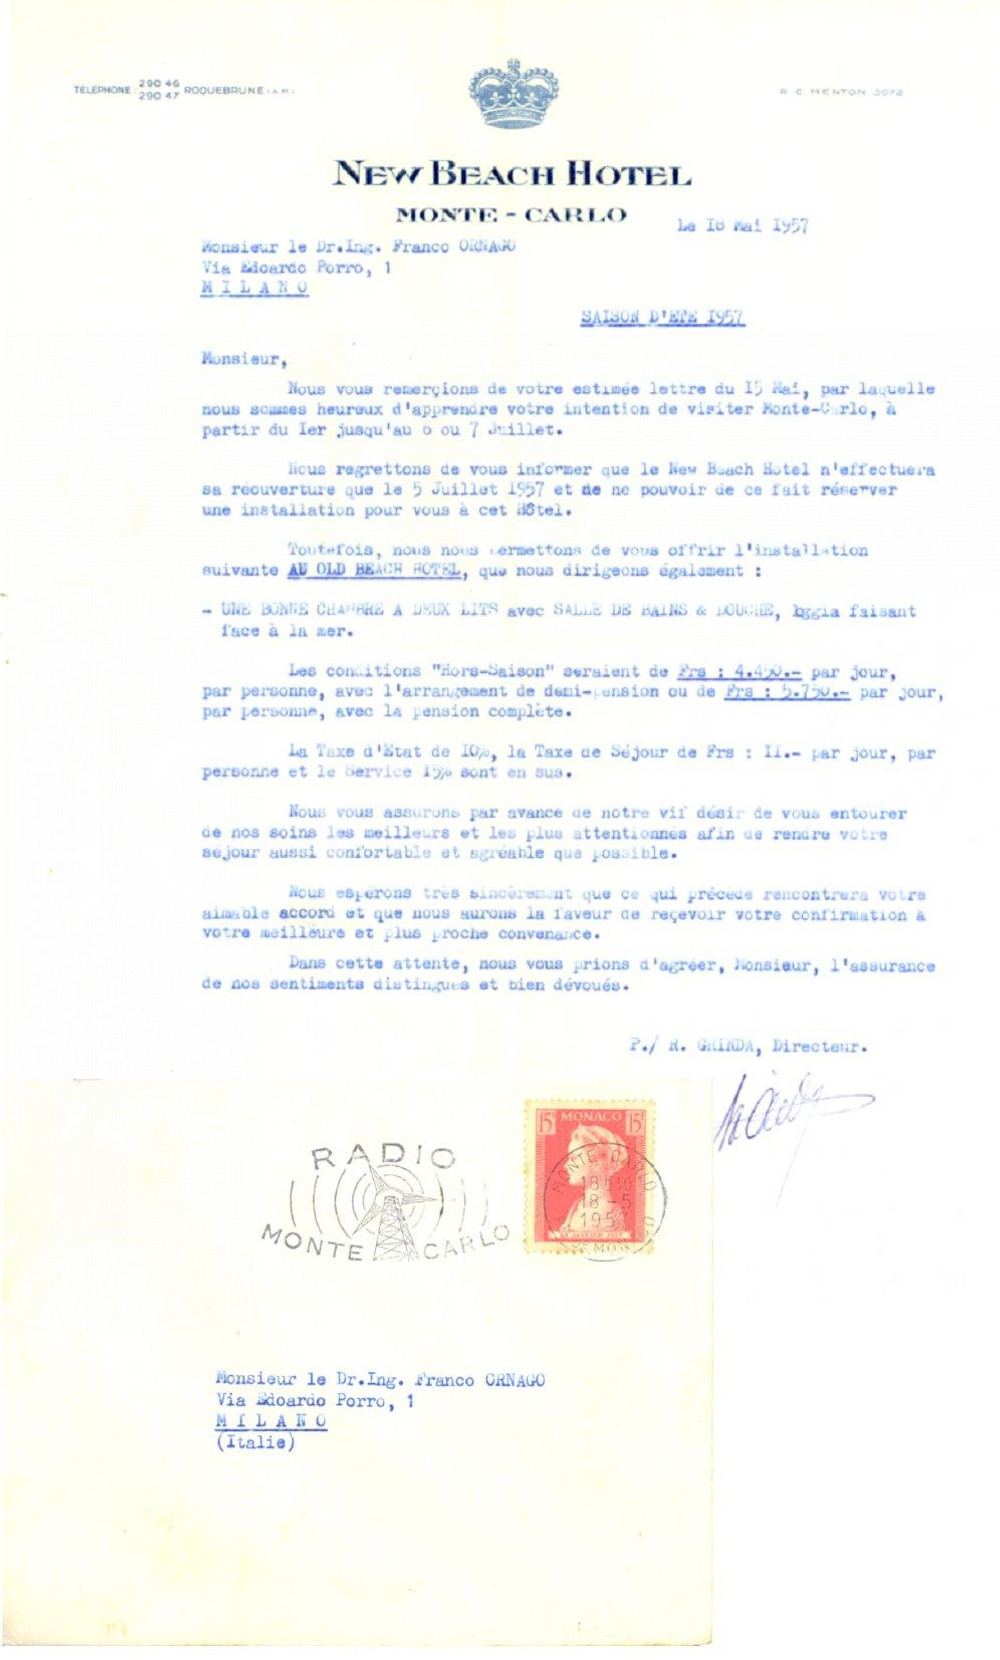 TÉLÉPHONE : 290 46
290 47 ROQUEBRUNE (A.M.)
R. C. MENTON 3072
NEW BEACH HOTEL
MONTE - CARLO
Le I8 Mai I957
Monsieur le Dr.Ing. Franco ORNAGO
Via Edoardo Porro, 1
M I L A N O
SAISON D'ETE I957
Monsieur,
Nous vous remerçions de votre estimée lettre du I5 Mai, par laquelle
nous sommes heureux d'apprendre votre intention de visiter Monte-Carlo, à
partir du Ier jusqu'au 6 ou 7 Juillet.
Nous regrettons de vous informer que le New Beach Hotel n'effectuera
sa reouverture que le 5 Juillet I957 et de ne pouvoir de ce fait réserver
une installation pour vous à cet Hôtel.
Toutefois, nous nous permettons de vous offrir l'installation
suivante AU OLD BEACH HOTEL, que nous dirigeons également :
- UNE BONNE CHAMBRE A DEUX LITS avec SALLE DE BAINS & DOUCHE, loggia faisant
face à la mer.
Les conditions "Hors-Saison" seraient de Frs : 4.450.- par jour,
par personne, avec l'arrangement de demi-pension ou de Frs : 5.750.- par jour,
par personne, avec la pension complète.
La Taxe d'Etat de I0%, la Taxe de Séjour de Frs : II.- par jour, par
personne et le Service I5% sont en sus.
Nous vous assurons par avance de notre vif désir de vous entourer
de nos soins les meilleurs et les plus attentionnés afin de rendre votre
séjour aussi confortable et agréable que possible.
Nous espérons très sincèrement que ce qui précède rencontrera votre
aimable accord et que nous aurons la faveur de reçevoir votre confirmation à
votre meilleure et plus proche convenance.
Dans cette attente, nous vous prions d'agréer, Monsieur, l'assurance
de nos sentiments distingués et bien dévoués.
P./ R. GRINDA, Directeur.
RADIO
MONTE CARLO
15 MONACO 15
MONTE-CARLO
18-5
195
Monsieur le Dr.Ing. Franco ORNAGO
Via Edoardo Porro, 1
M I L A N O
(Italie)